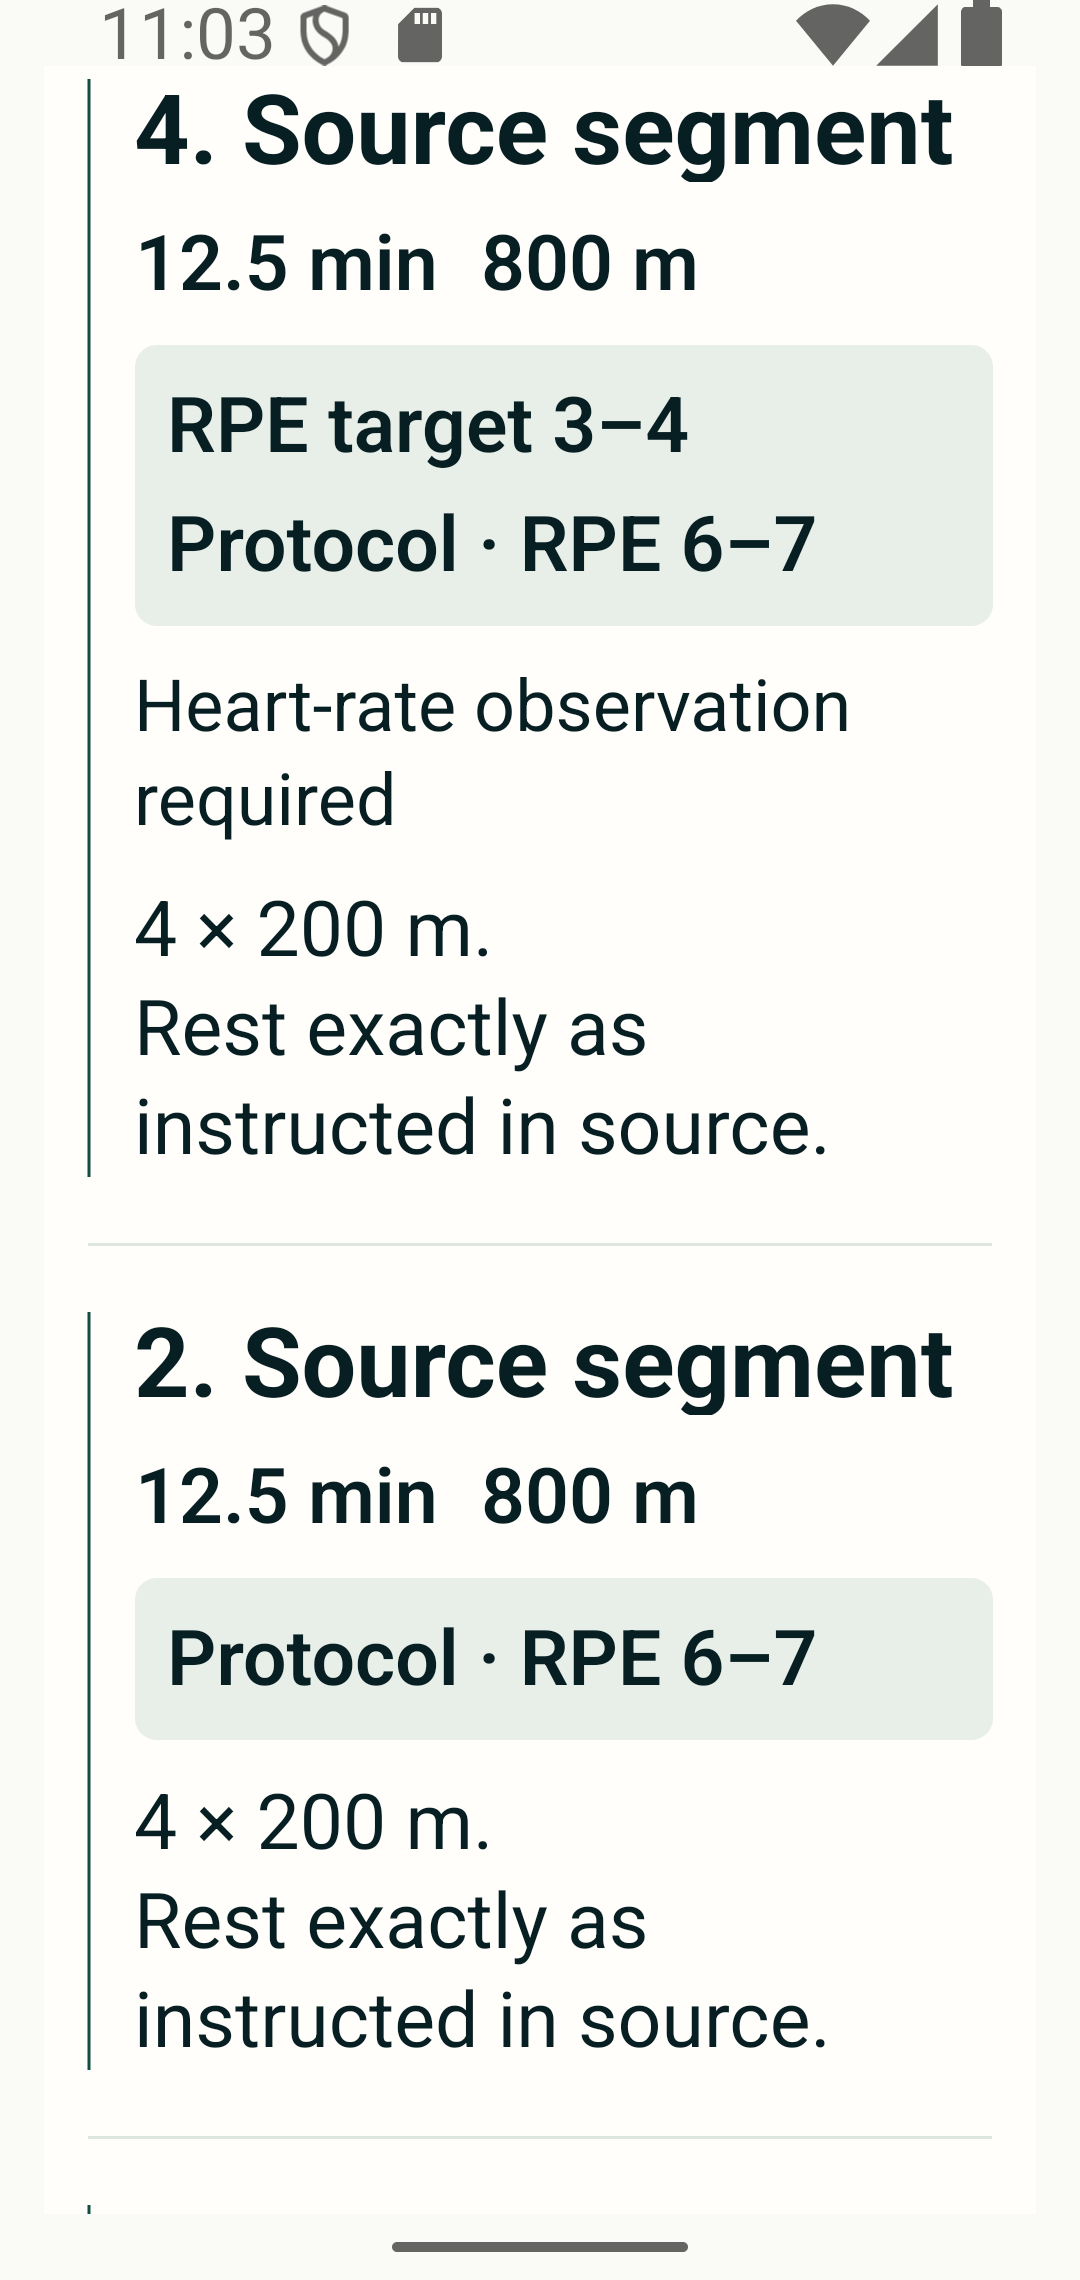 11:03
4. Source segment
12.5 min 800 m
RPE target 3–4
Protocol · RPE 6–7
Heart-rate observation
required
4 × 200 m.
Rest exactly as
instructed in source.
2. Source segment
12.5 min 800 m
Protocol · RPE 6–7
4 × 200 m.
Rest exactly as
instructed in source.